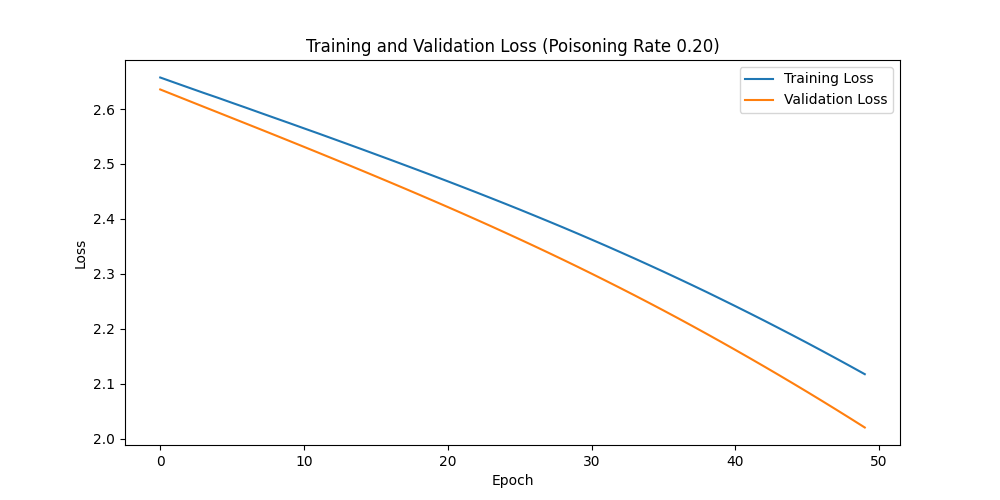 Training and Validation Loss (Poisoning Rate 0.20)
Training Loss
Validation Loss
Loss
2.6
2.5
2.4
2.3
2.2
2.1
2.0
0 10 20 30 40 50
Epoch